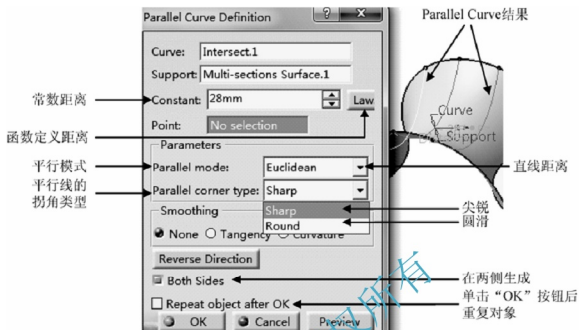 Parallel Curve Definition
Parallel Curve结果
Curve: Intersect.1
Support: Multi-sections Surface.1
常数距离
Constant: 28mm
Law
Point: No selection
函数定义距离
Parameters
平行模式
Parallel mode: Euclidean
直线距离
平行线的
拐角类型
Parallel corner type: Sharp
Sharp
尖锐
Round
圆滑
Smoothing
None Tangency Curvature
Reverse Direction
Both Sides
在两侧生成
Repeat object after OK
单击“OK”按钮后
重复对象
OK Cancel Preview
Curve
Support
所有